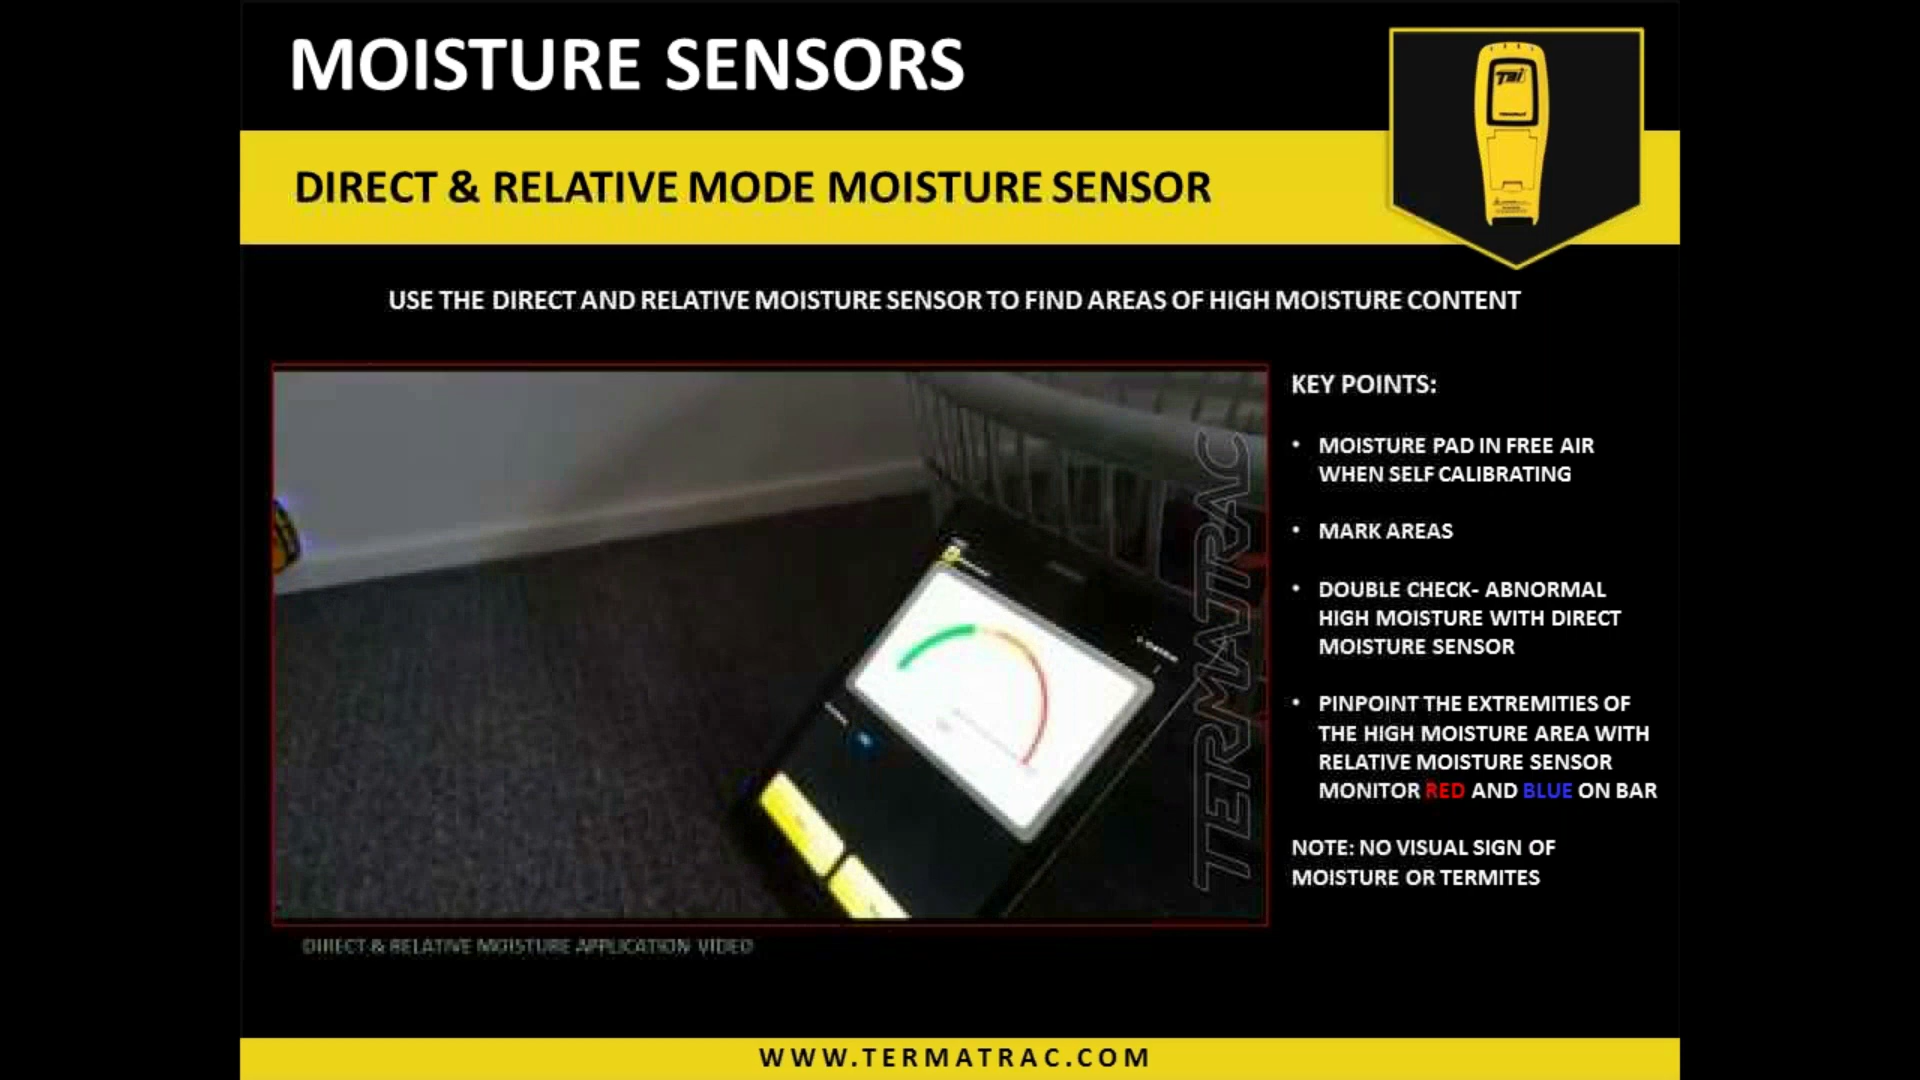 MOISTURE SENSORS
T3i
DIRECT & RELATIVE MODE MOISTURE SENSOR
USE THE DIRECT AND RELATIVE MOISTURE SENSOR TO FIND AREAS OF HIGH MOISTURE CONTENT
TERMATRAC
KEY POINTS:
• MOISTURE PAD IN FREE AIR
WHEN SELF CALIBRATING
• MARK AREAS
• DOUBLE CHECK- ABNORMAL
HIGH MOISTURE WITH DIRECT
MOISTURE SENSOR
• PINPOINT THE EXTREMITIES OF
THE HIGH MOISTURE AREA WITH
RELATIVE MOISTURE SENSOR
MONITOR RED AND BLUE ON BAR
NOTE: NO VISUAL SIGN OF
MOISTURE OR TERMITES
DIRECT & RELATIVE MOISTURE APPLICATION VIDEO
WWW.TERMATRAC.COM